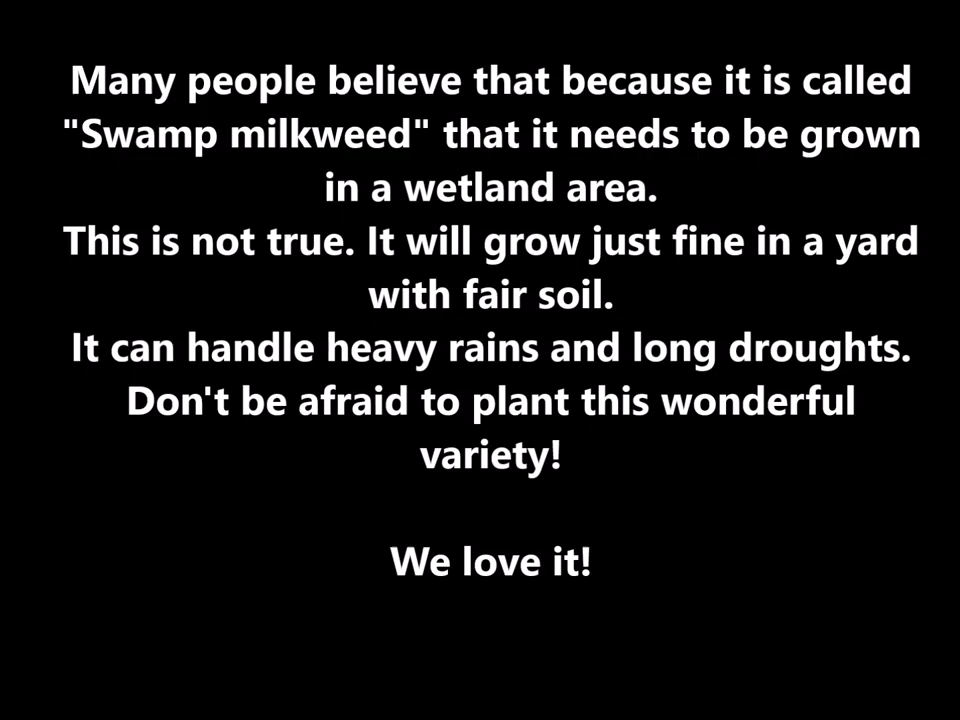 Many people believe that because it is called
"Swamp milkweed" that it needs to be grown
in a wetland area.
This is not true. It will grow just fine in a yard
with fair soil.
It can handle heavy rains and long droughts.
Don't be afraid to plant this wonderful
variety!
We love it!